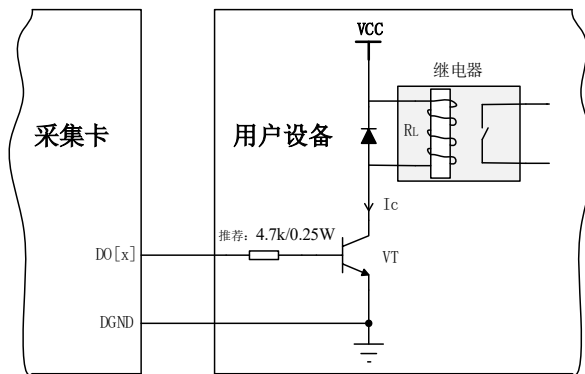 VCC
继电器
采集卡
用户设备
RL
Ic
推荐：4.7k/0.25W
DO[x]
VT
DGND